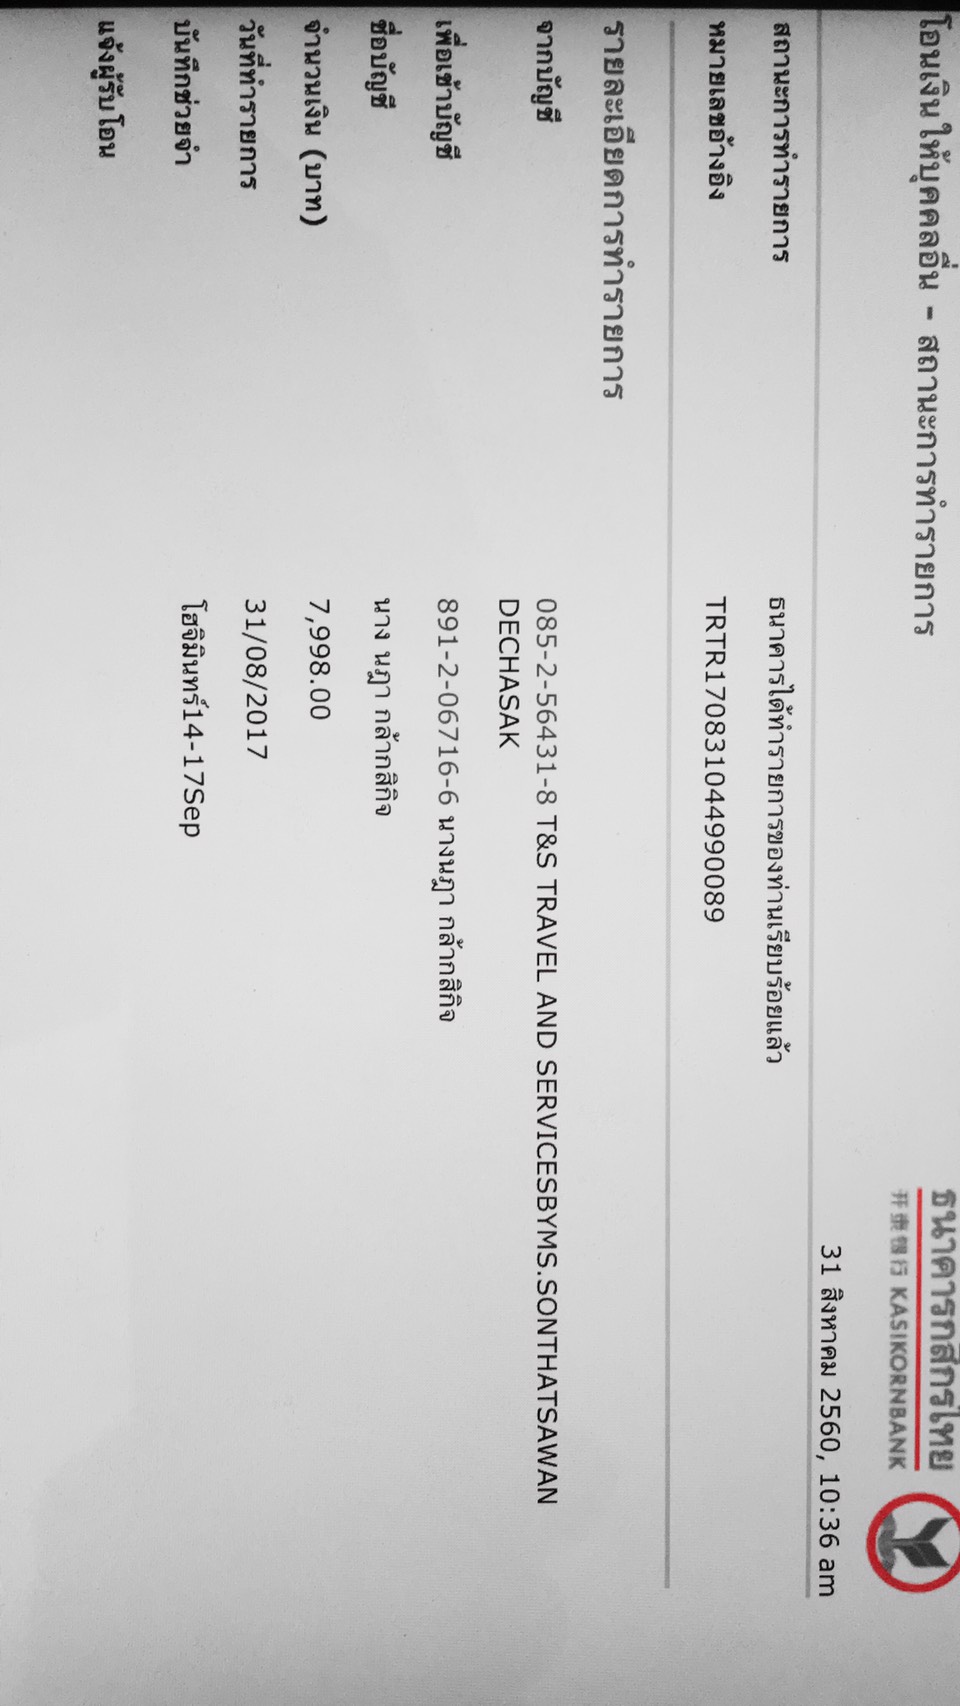 ธนาคารกสิกรไทย
开泰银行 KASIKORNBANK
โอนเงินให้บุคคลอื่น - สถานะการทำรายการ
31 สิงหาคม 2560, 10:36 am
สถานะการทำรายการ ธนาคารได้ทำรายการของท่านเรียบร้อยแล้ว
หมายเลขอ้างอิง TRTR170831044990089
รายละเอียดการทำรายการ
จากบัญชี 085-2-56431-8 T&S TRAVEL AND SERVICESBYMS.SONTHATSAWAN
DECHASAK
เพื่อเข้าบัญชี 891-2-06716-6 นางนฎา กล้ากสิกิจ
ชื่อบัญชี นาง นฎา กล้ากสิกิจ
จำนวนเงิน (บาท) 7,998.00
วันที่ทำรายการ 31/08/2017
บันทึกช่วยจำ โฮจิมินทร์14-17Sep
แจ้งผู้รับโอน